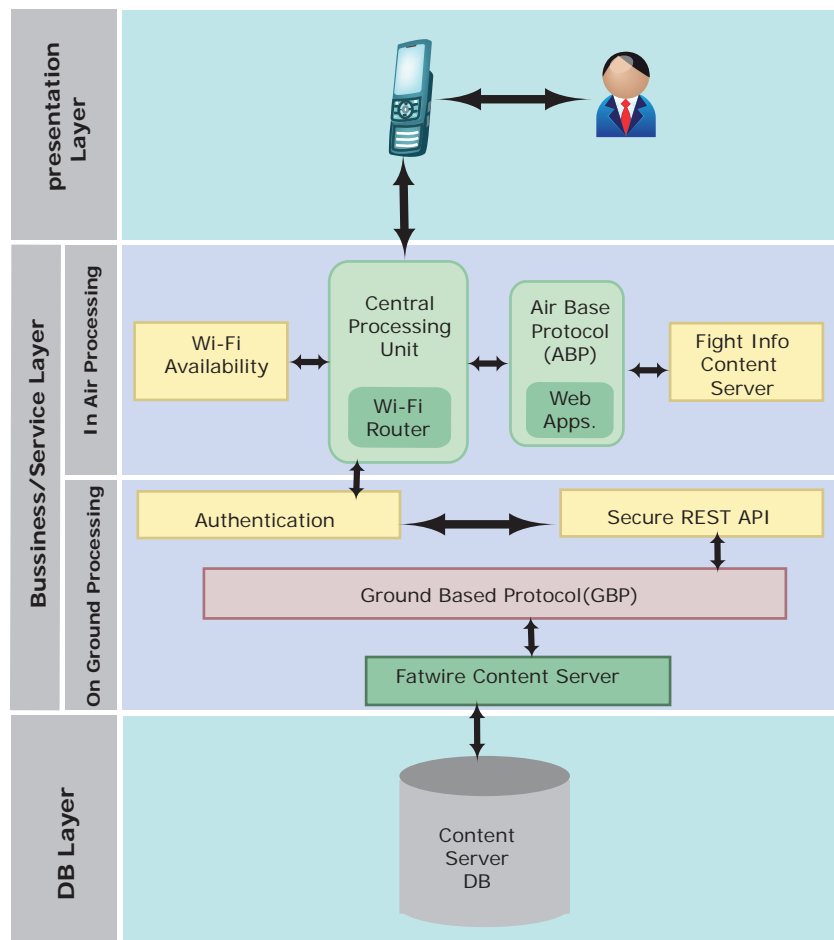 presentation
Layer
Bussiness/Service Layer
In Air Processing
Central
Processing
Unit
Wi-Fi
Router
Wi-Fi
Availability
Air Base
Protocol
(ABP)
Web
Apps.
Fight Info
Content
Server
On Ground Processing
Authentication
Secure REST API
Ground Based Protocol(GBP)
Fatwire Content Server
DB Layer
Content
Server
DB